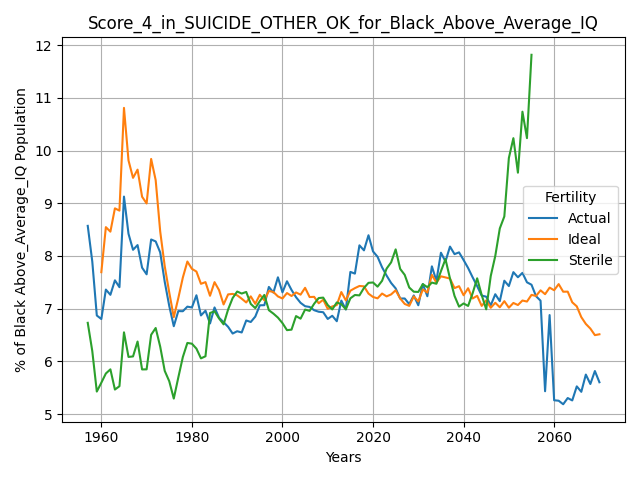 Score_4_in_SUICIDE_OTHER_OK_for_Black_Above_Average_IQ
% of Black Above_Average_IQ Population
12
11
10
9
8
7
6
5
Fertility
Actual
Ideal
Sterile
1960
1980
2000
2020
2040
2060
Years